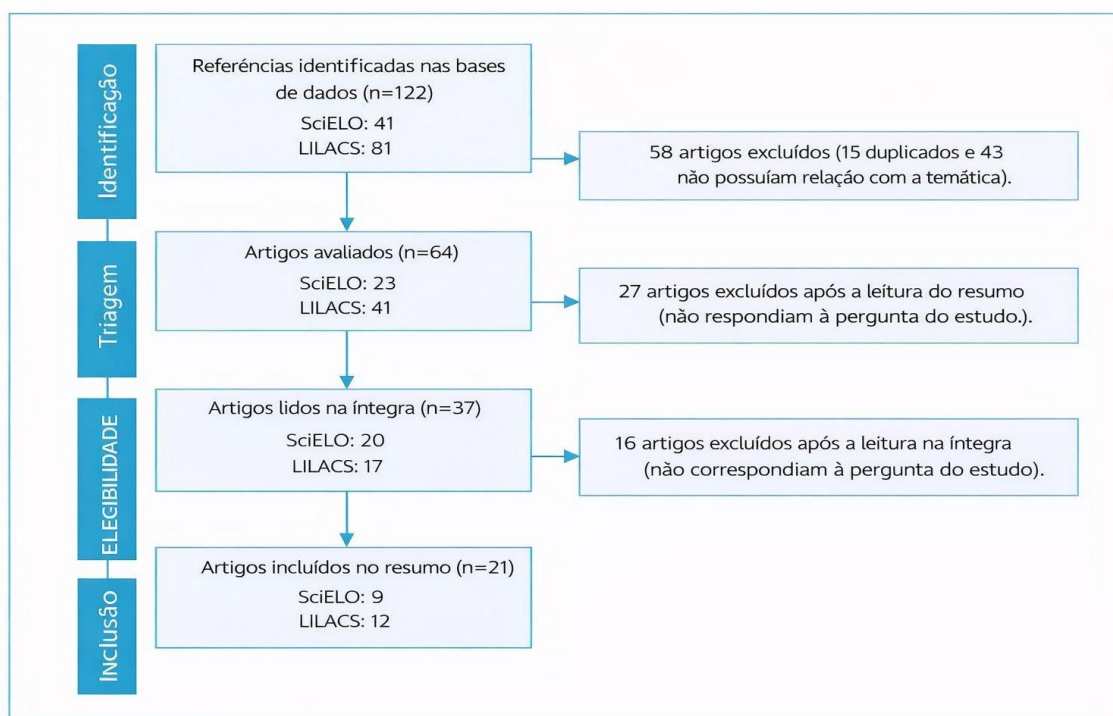 Identificação
Referéncias identificadas nas bases
de dados (n=122)
SciELO: 41
LILACS: 81
58 artigos excluídos (15 duplicados e 43
não possuíam relaçáo com a temática).
Triagem
Artigos avaliados (n=64)
SciELO: 23
LILACS: 41
27 artigos excluídos após a leitura do resumo
(não respondiam à pergunta do estudo.).
ELEGIBILIDADE
Artigos lidos na íntegra (n=37)
SciELO: 20
LILACS: 17
16 artigos excluídos após a leitura na íntegra
(não correspondiam à pergunta do estudo).
Inclusão
Artigos incluídos no resumo (n=21)
SciELO: 9
LILACS: 12